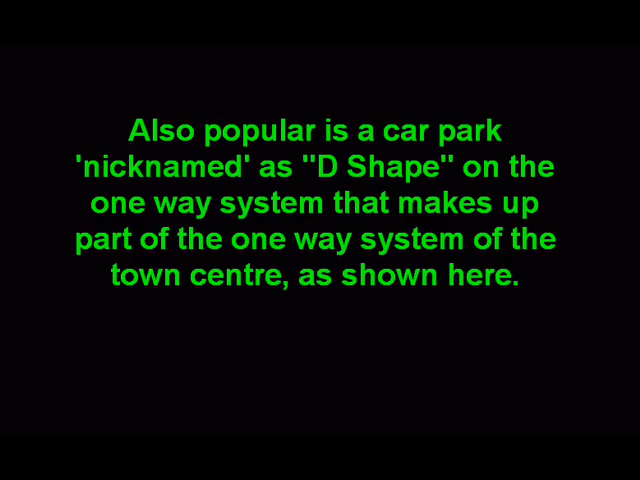 Also popular is a car park
'nicknamed' as "D Shape" on the
one way system that makes up
part of the one way system of the
town centre, as shown here.